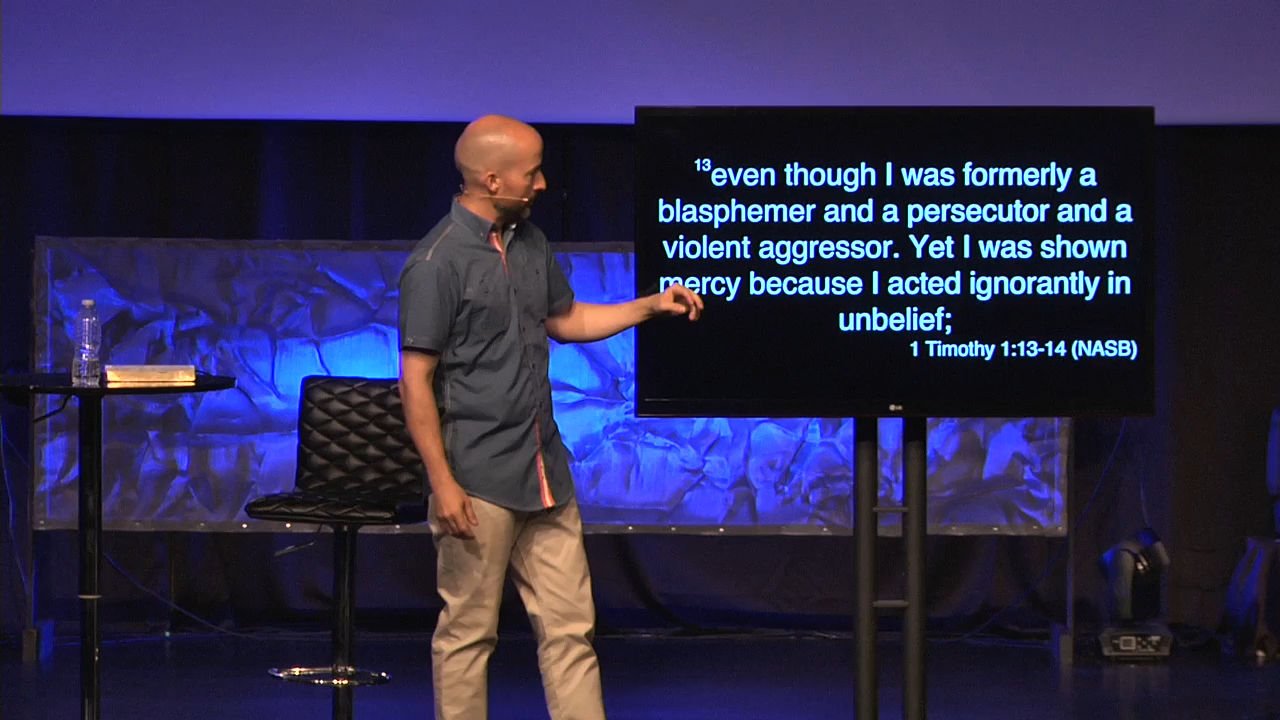 13even though I was formerly a
blasphemer and a persecutor and a
violent aggressor. Yet I was shown
mercy because I acted ignorantly in
unbelief;
1 Timothy 1:13-14 (NASB)
LG